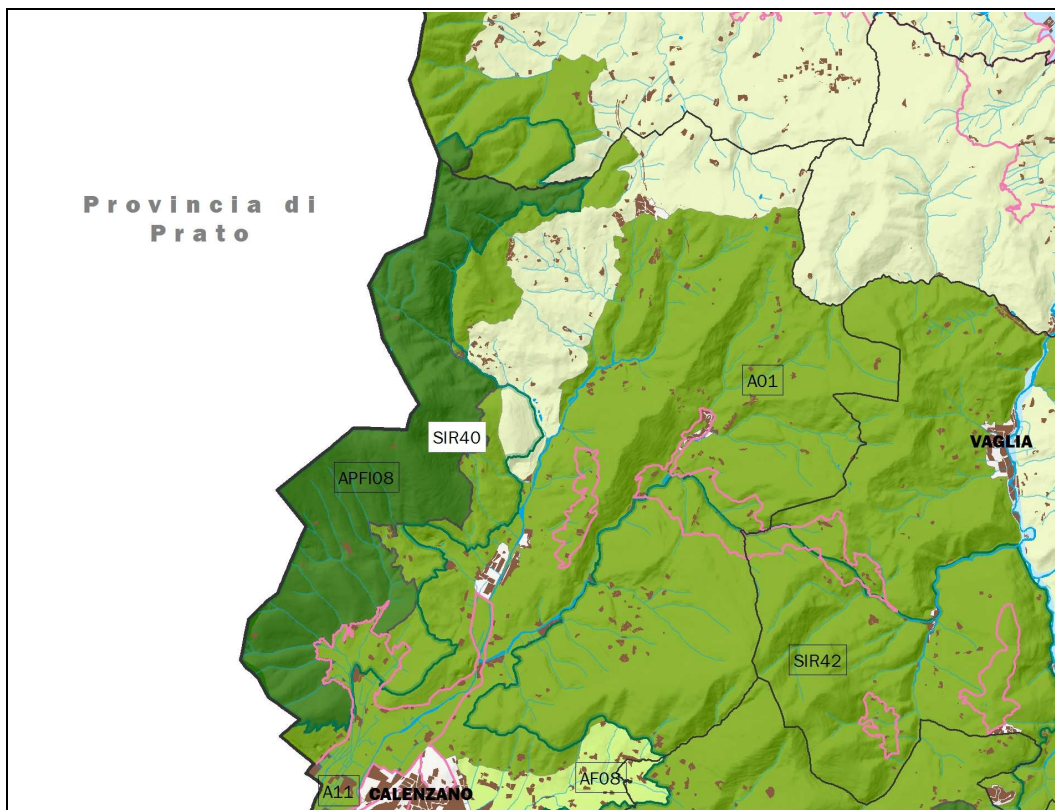 Provincia di
Prato
A01
SIR40
VAGLIA
APFI08
SIR42
AF08
A11
CALENZANO